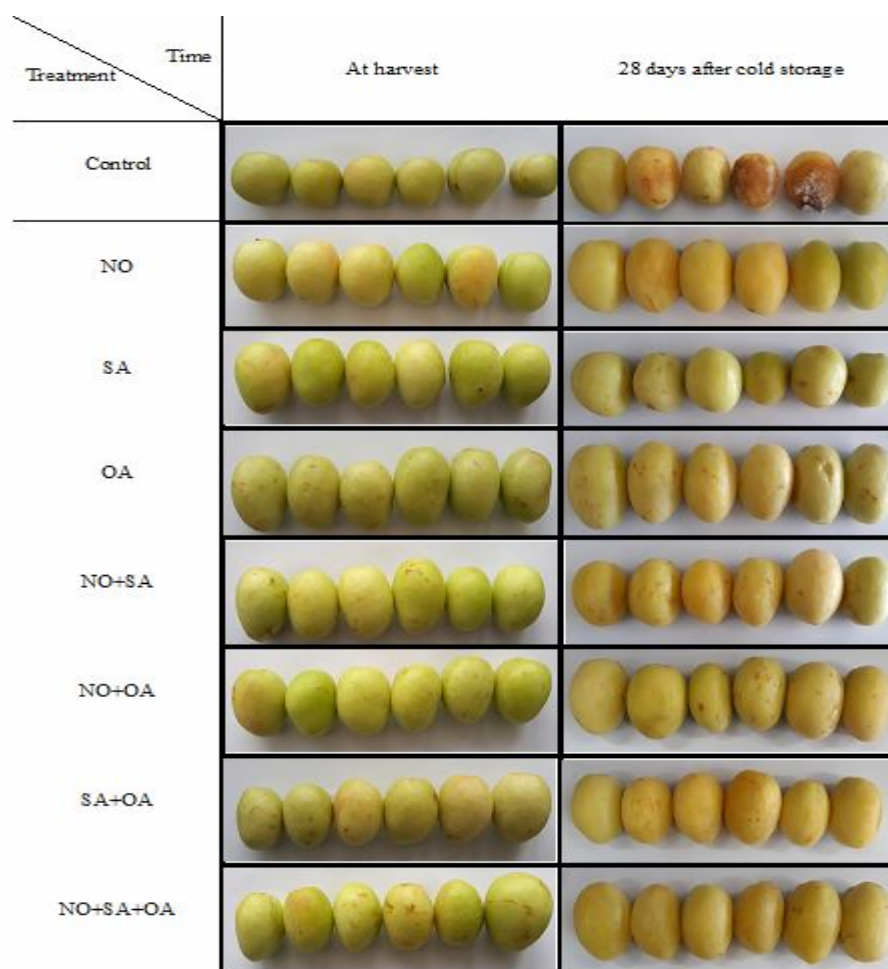 Time
Treatment
At harvest
28 days after cold storage
Control
NO
SA
OA
NO+SA
NO+OA
SA+OA
NO+SA+OA